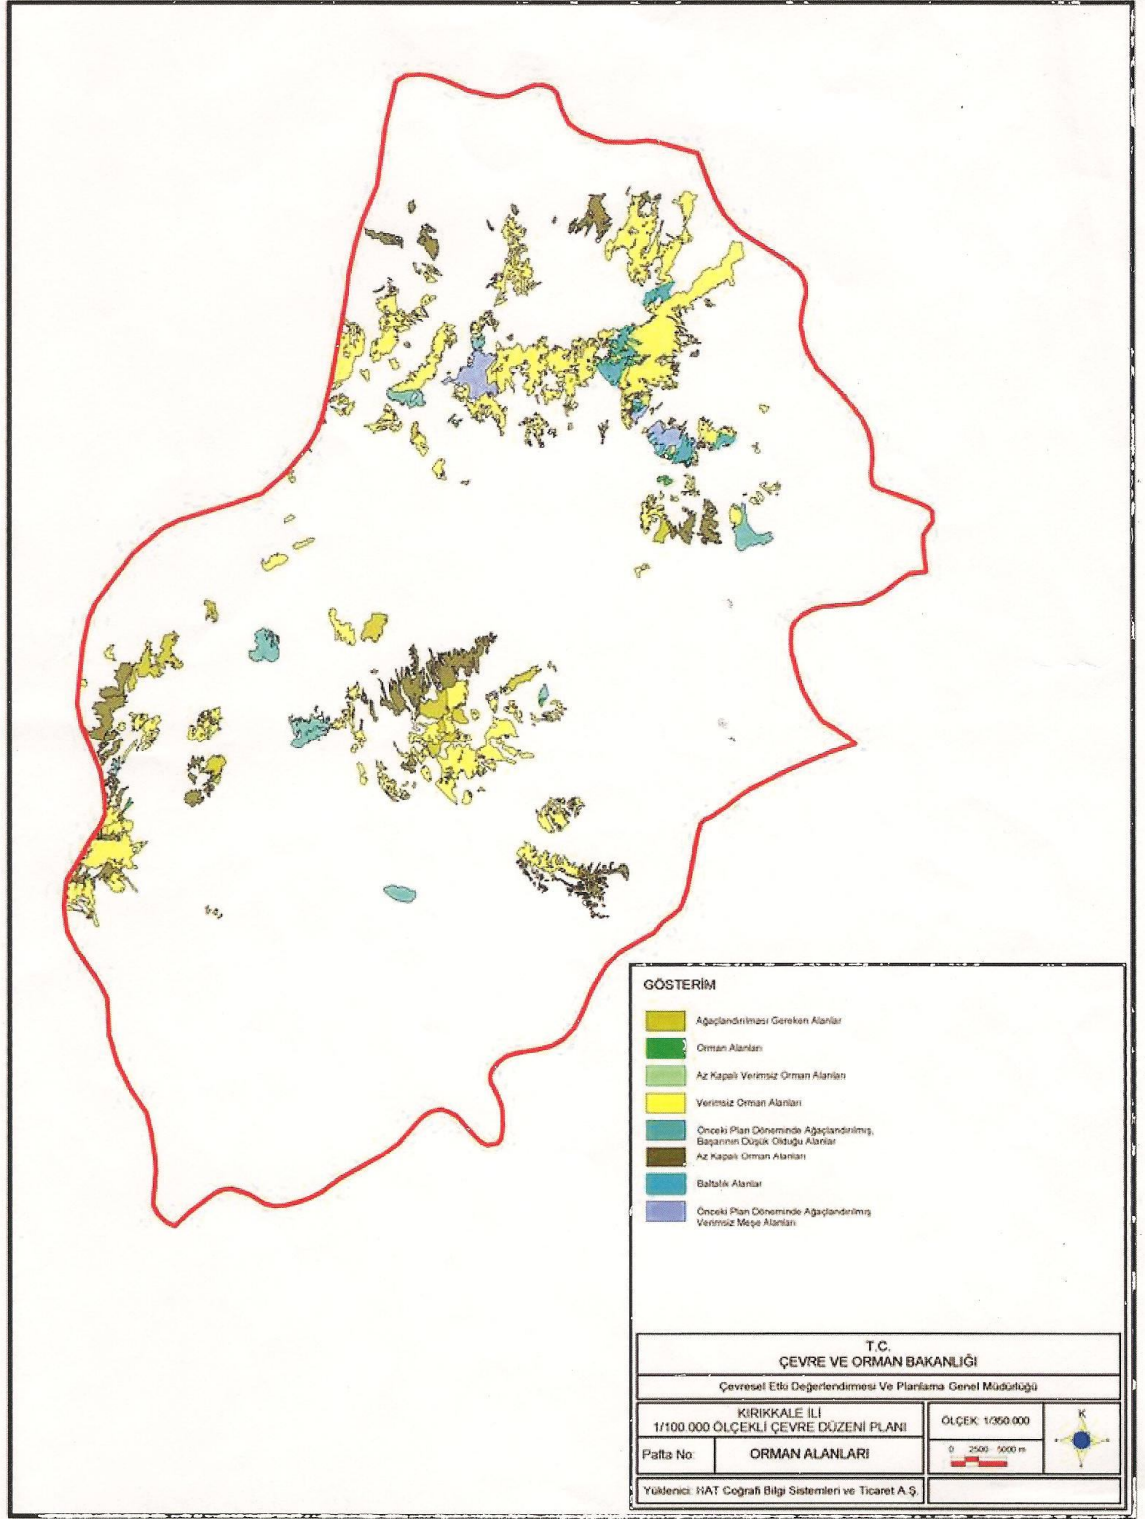 GÖSTERİM
Ağaçlandırılması Gereken Alanlar
Orman Alanları
Az Kapalı Verimsiz Orman Alanları
Verimsiz Orman Alanları
Önceki Plan Döneminde Ağaçlandırılmış,
Başarının Düşük Olduğu Alanlar
Az Kapalı Orman Alanları
Baltalık Alanlar
Önceki Plan Döneminde Ağaçlandırılmış
Verimsiz Meşe Alanları
T.C.
ÇEVRE VE ORMAN BAKANLIĞI
Çevresel Etki Değerlendirmesi Ve Planlama Genel Müdürlüğü
KIRIKKALE İLİ
1/100.000 ÖLÇEKLİ ÇEVRE DÜZENİ PLANI
ÖLÇEK: 1/350.000
K
Pafta No:
ORMAN ALANLARI
0 2500 5000 m
Yüklenici: HAT Coğrafi Bilgi Sistemleri ve Ticaret A.Ş.